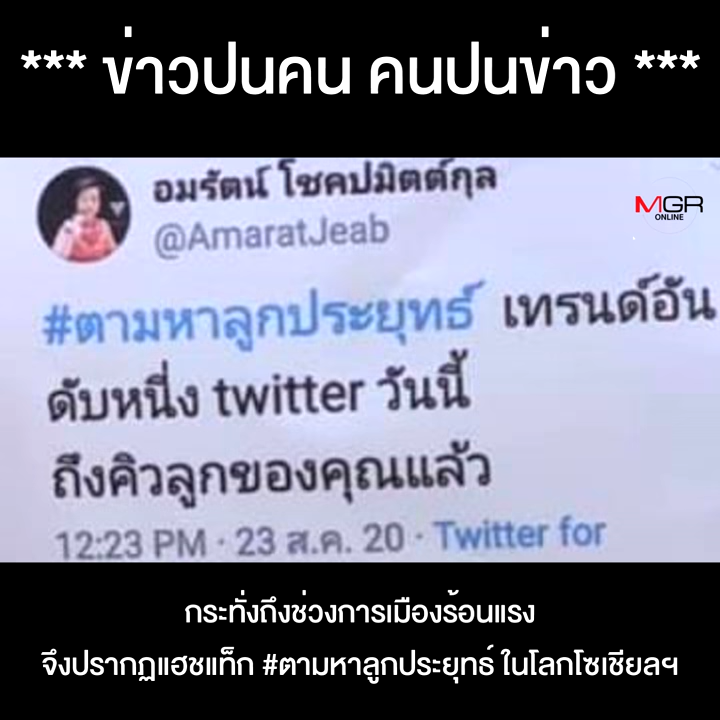 *** ข่าวปนคน คนปนข่าว ***
อมรัตน์ โชคปมิตต์กุล
@AmaratJeab
MGR
ONLINE
#ตามหาลูกประยุทธ์ เทรนด์อัน
ดับหนึ่ง twitter วันนี้
ถึงคิวลูกของคุณแล้ว
12:23 PM · 23 ส.ค. 20 · Twitter for
กระทั่งถึงช่วงการเมืองร้อนแรง
จึงปรากฏแฮชแท็ก #ตามหาลูกประยุทธ์ ในโลกโซเชียลฯ